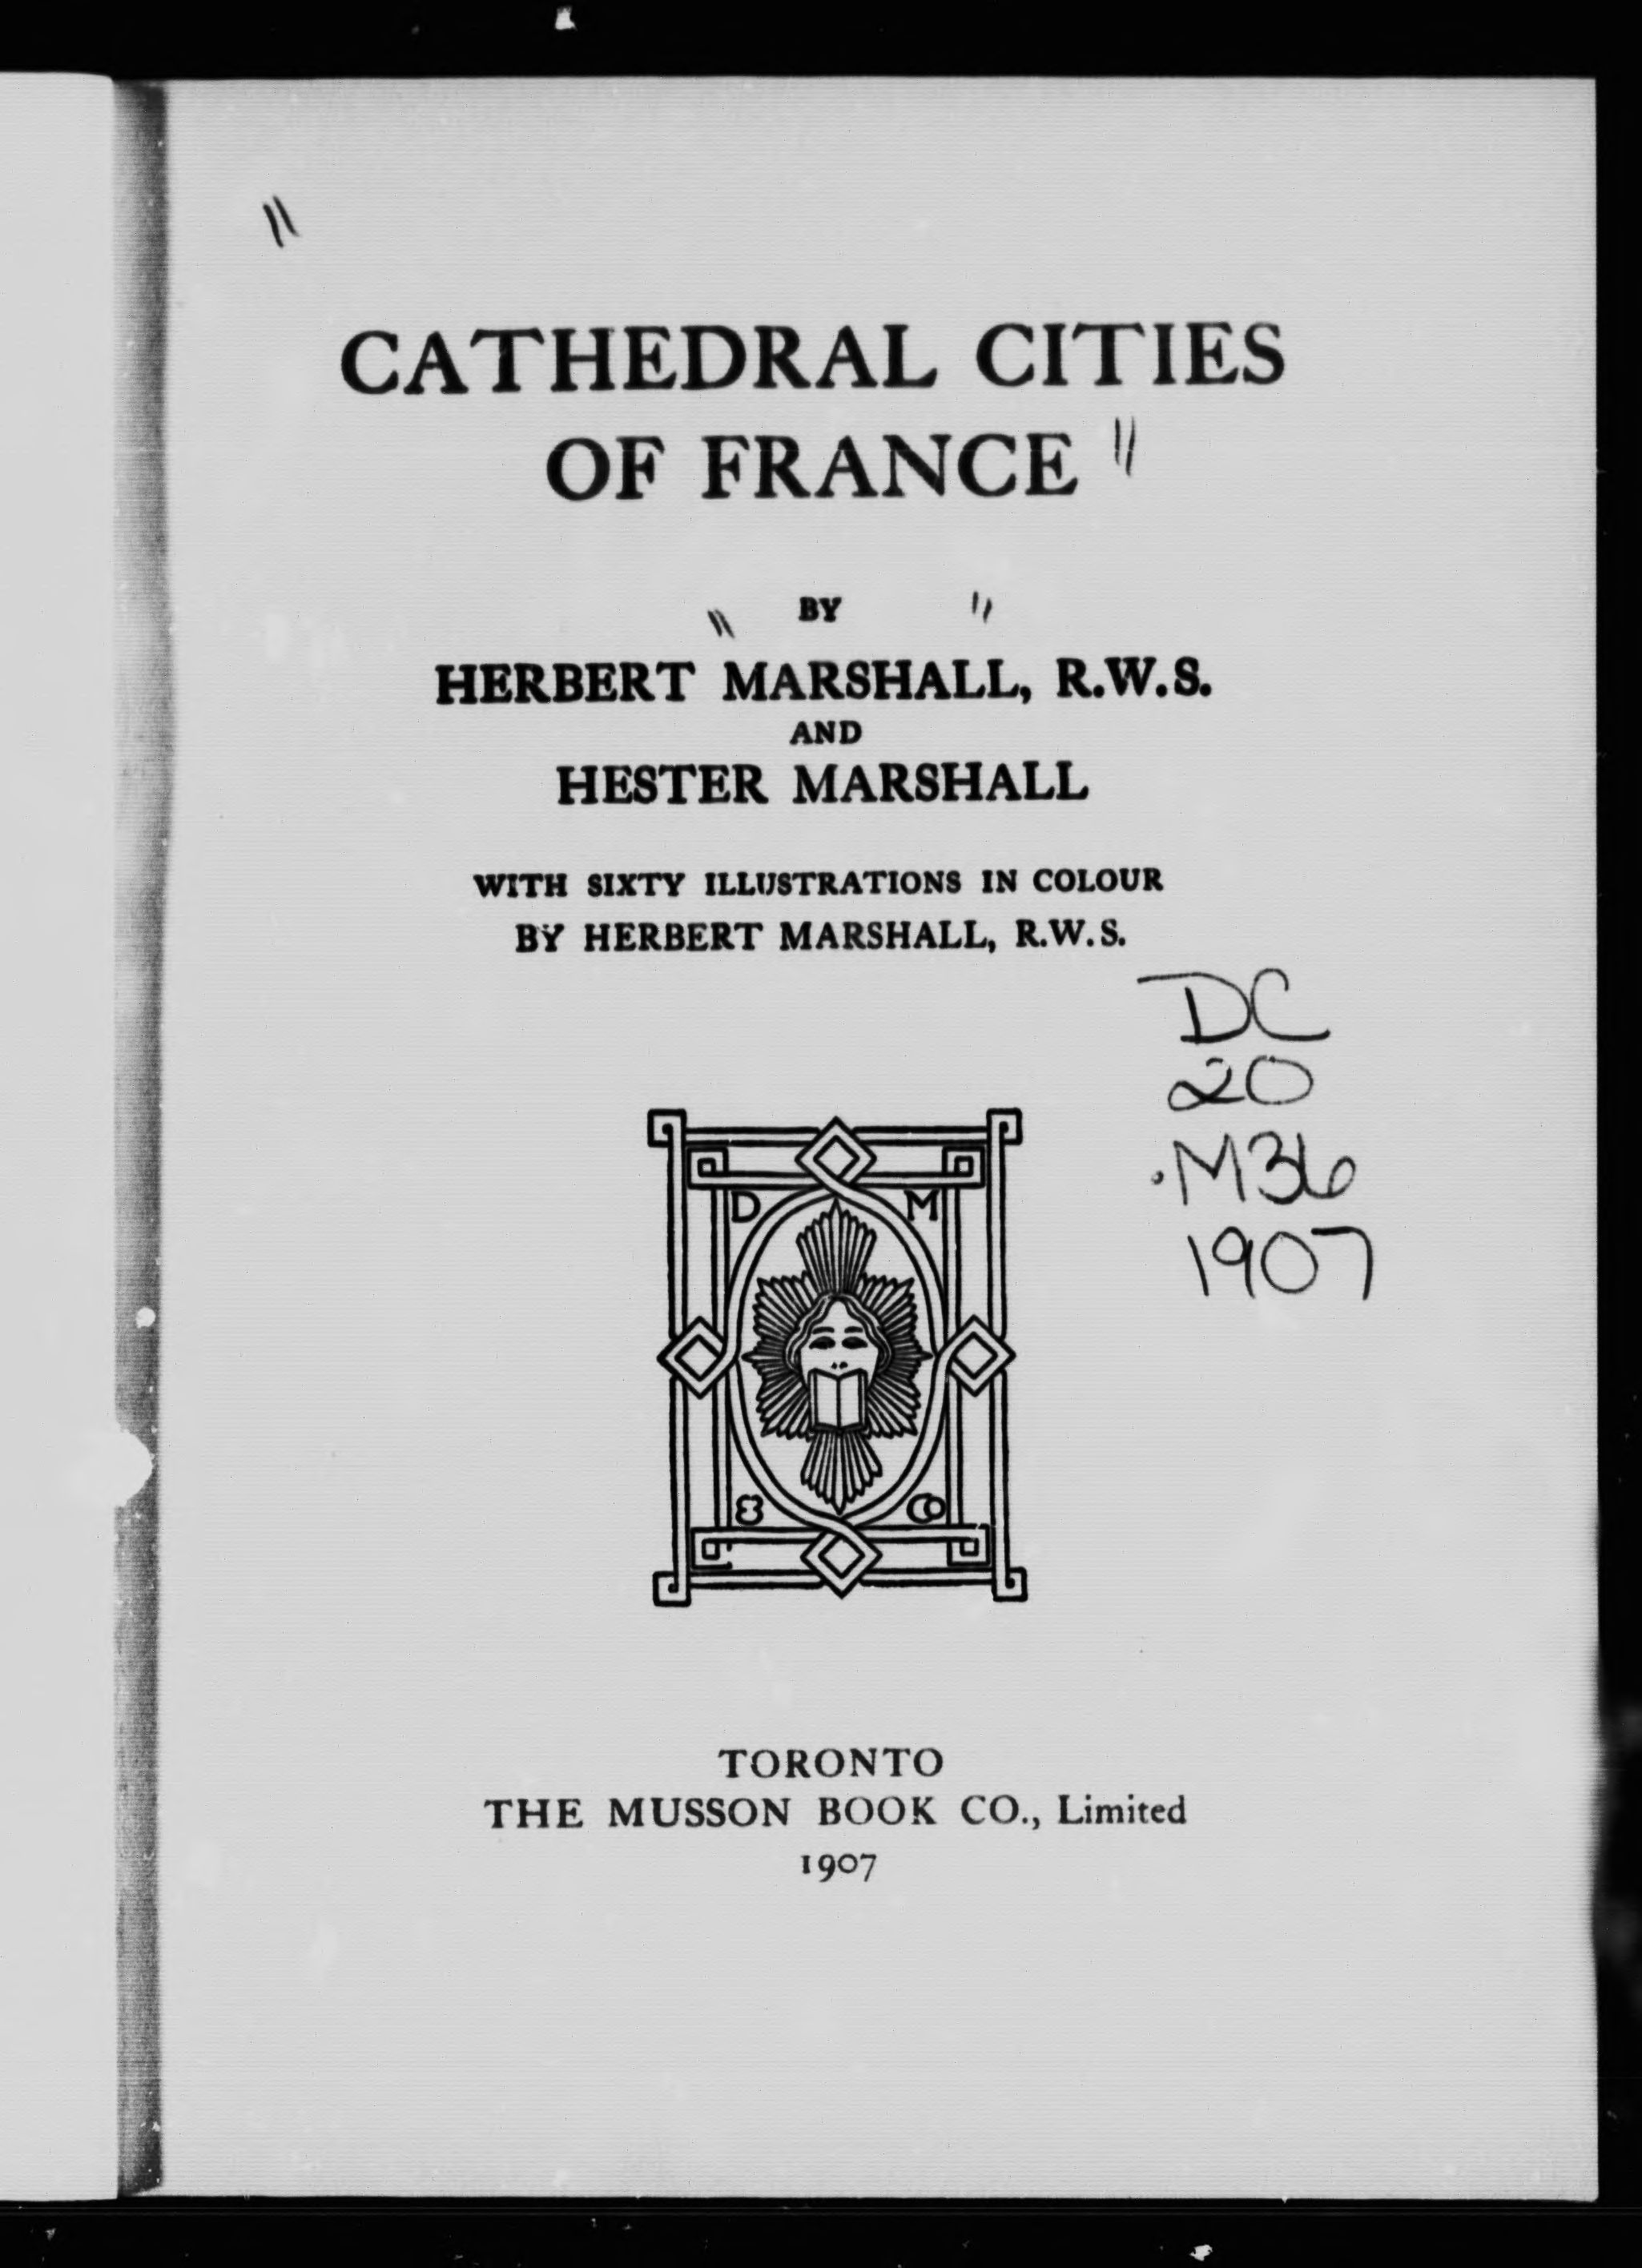 CATHEDRAL CITIES
OF FRANCE
BY
HERBERT MARSHALL, R.W.S.
AND
HESTER MARSHALL
WITH SIXTY ILLUSTRATIONS IN COLOUR
BY HERBERT MARSHALL, R.W.S.
DC
20
.M36
1907
D M
& Co
TORONTO
THE MUSSON BOOK CO., Limited
1907